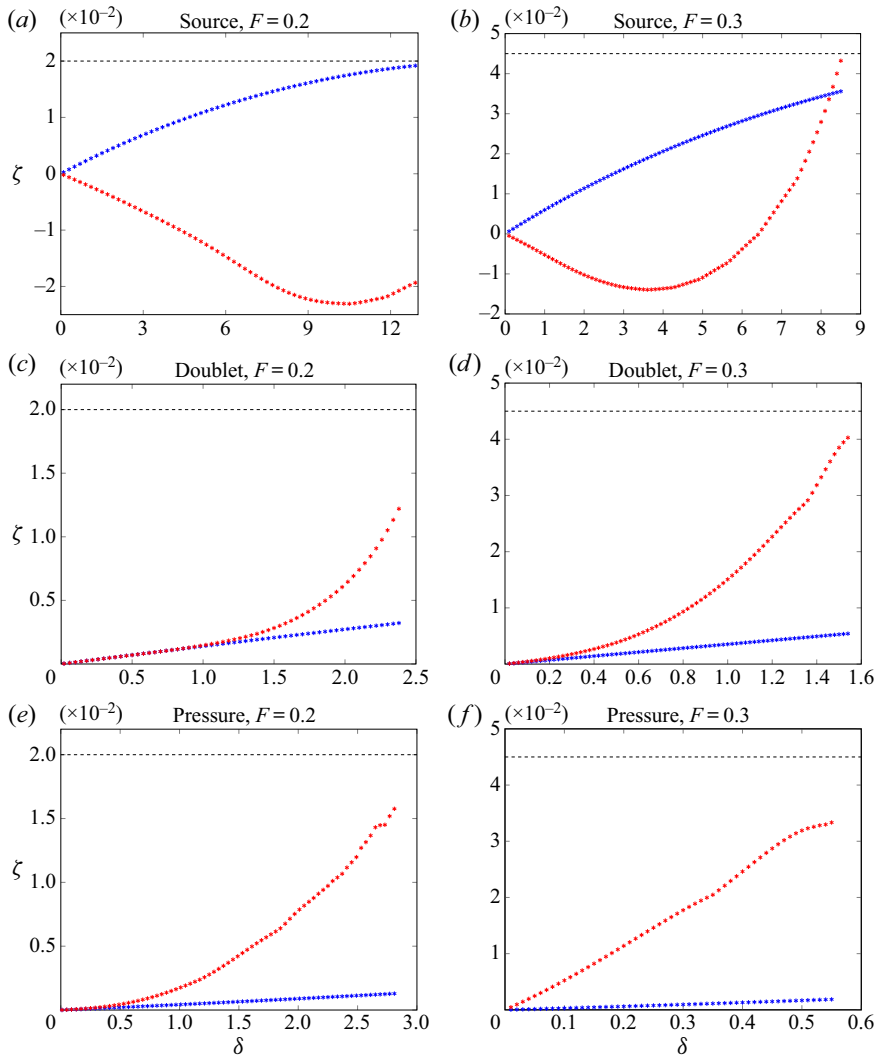 (a) (×10−2) Source, F = 0.2
2
1
0
−1
−2
ζ
0 3 6 9 12
(b) (×10−2) Source, F = 0.3
5
4
3
2
1
0
−1
−2
0 1 2 3 4 5 6 7 8 9
(c) (×10−2) Doublet, F = 0.2
2.0
1.5
1.0
0.5
ζ
0 0.5 1.0 1.5 2.0 2.5
(d) (×10−2) Doublet, F = 0.3
5
4
3
2
1
0 0.2 0.4 0.6 0.8 1.0 1.2 1.4 1.6
(e) (×10−2) Pressure, F = 0.2
2.0
1.5
1.0
0.5
ζ
0 0.5 1.0 1.5 2.0 2.5 3.0
δ
(f) (×10−2) Pressure, F = 0.3
5
4
3
2
1
0 0.1 0.2 0.3 0.4 0.5 0.6
δ